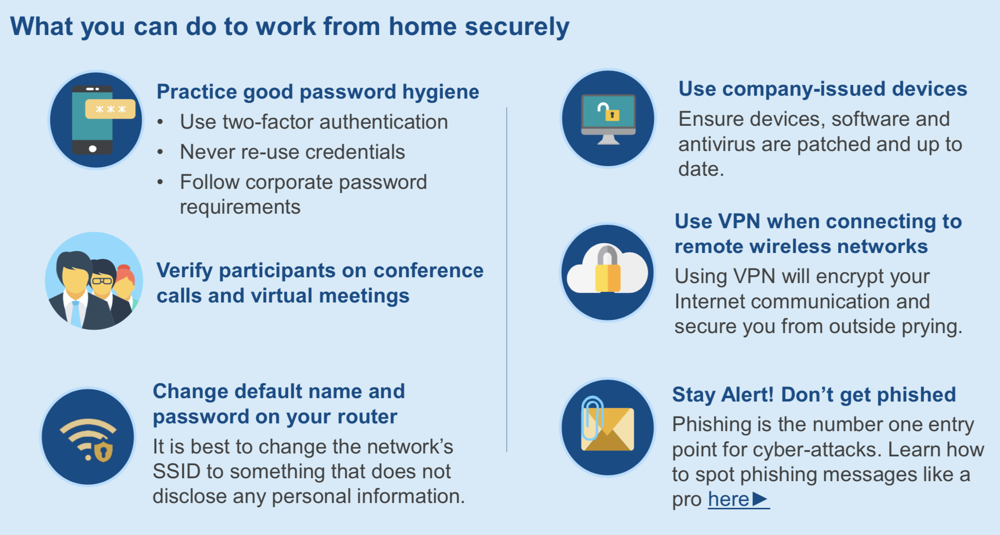 What you can do to work from home securely
***
Practice good password hygiene
• Use two-factor authentication
• Never re-use credentials
• Follow corporate password
requirements
Verify participants on conference
calls and virtual meetings
Change default name and
password on your router
It is best to change the network’s
SSID to something that does not
disclose any personal information.
Use company-issued devices
Ensure devices, software and
antivirus are patched and up to
date.
Use VPN when connecting to
remote wireless networks
Using VPN will encrypt your
Internet communication and
secure you from outside prying.
Stay Alert! Don’t get phished
Phishing is the number one entry
point for cyber-attacks. Learn how
to spot phishing messages like a
pro here►